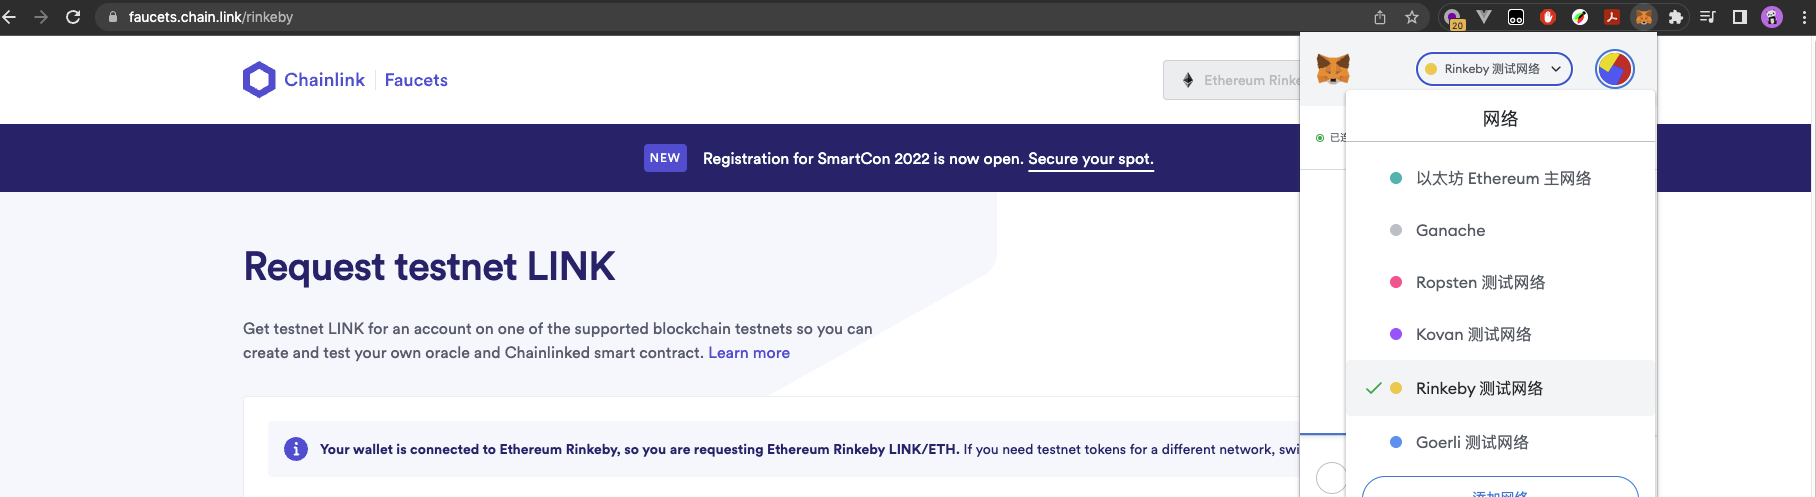 faucets.chain.link/rinkeby
20
Chainlink
Faucets
Ethereum Rinke
Rinkeby 测试网络
网络
NEW
Registration for SmartCon 2022 is now open. Secure your spot.
以太坊 Ethereum 主网络
Ganache
Request testnet LINK
Ropsten 测试网络
Get testnet LINK for an account on one of the supported blockchain testnets so you can
create and test your own oracle and Chainlinked smart contract. Learn more
Kovan 测试网络
Rinkeby 测试网络
Your wallet is connected to Ethereum Rinkeby, so you are requesting Ethereum Rinkeby LINK/ETH. If you need testnet tokens for a different network, swi
Goerli 测试网络
添加网络